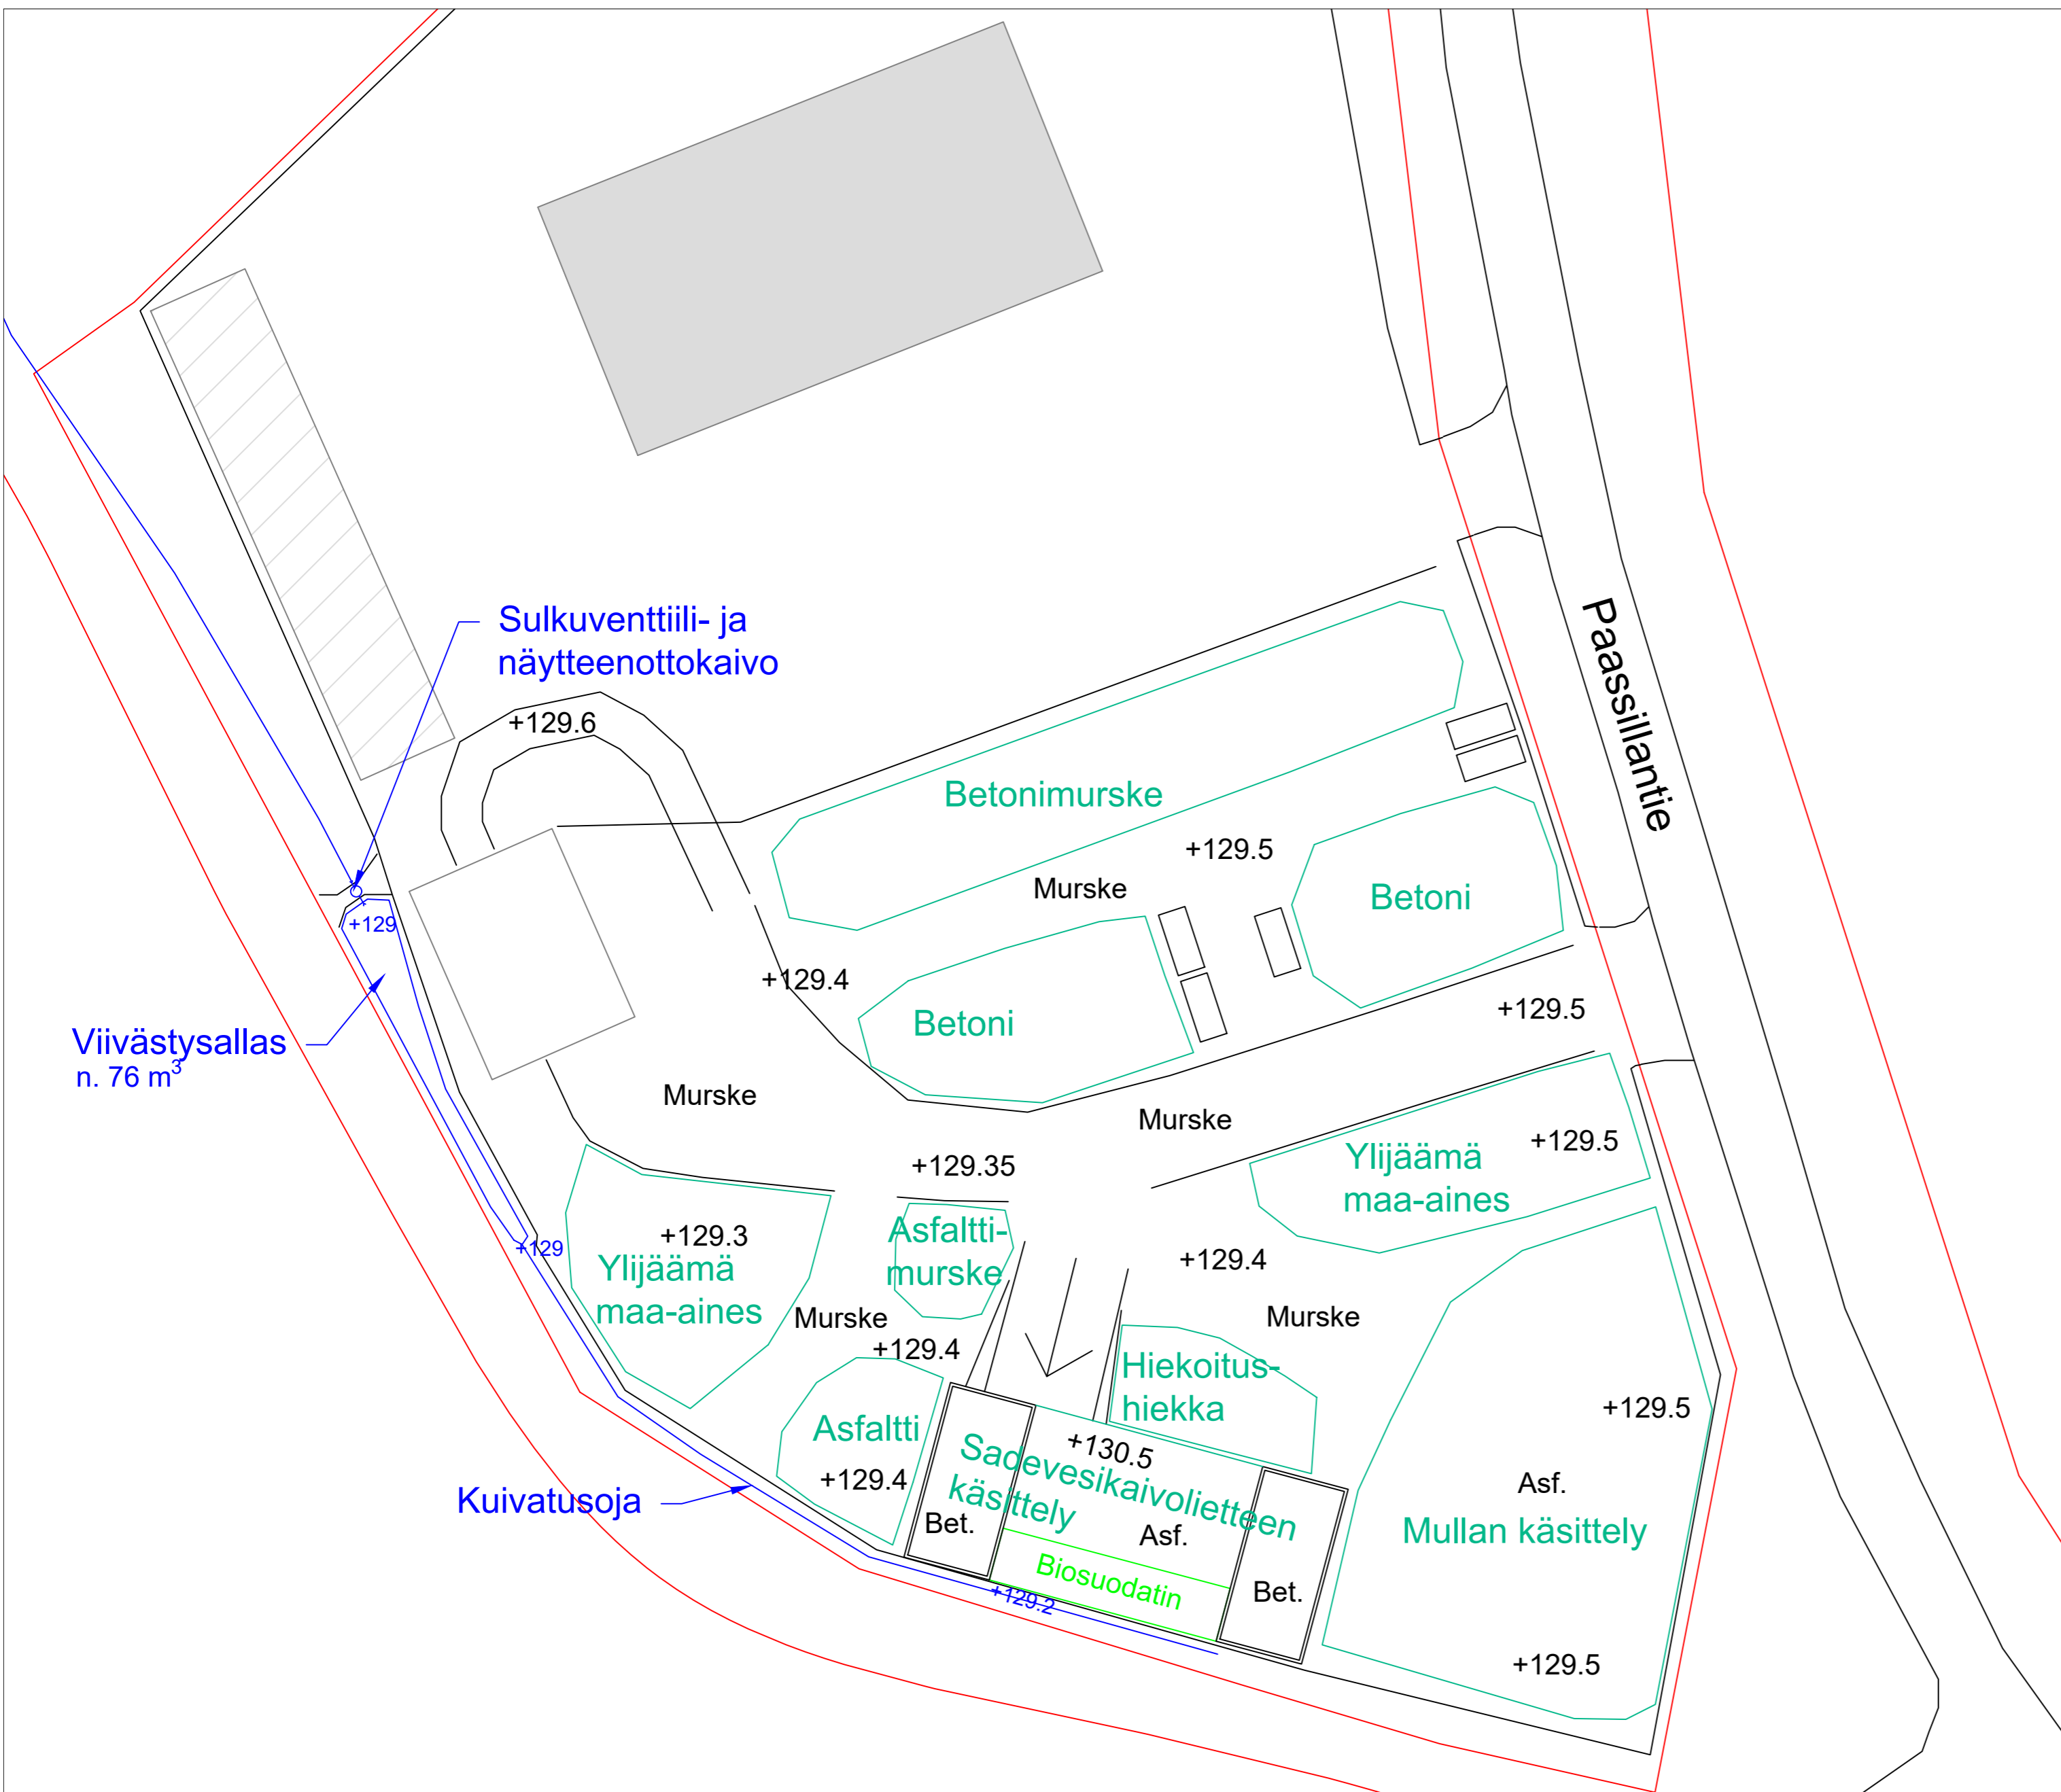 Sulkuventtiili- ja
näytteenottokaivo
+129.6
Paassillantie
Betonimurske
+129.5
Murske
Betoni
+129
+129.4
Betoni
+129.5
Viivästysallas
n. 76 m³
Murske
Murske
+129.35
Ylijäämä
maa-aines
+129.5
+129.3
Ylijäämä
maa-aines
+129
Asfaltti-
murske
+129.4
Murske
Murske
+129.4
Hiekoitus-
hiekka
+129.5
Asfaltti
+129.4
+130.5
Sadevesikaivolietteen
käsittely
Asf.
Mullan käsittely
Kuivatusoja
Bet.
Asf.
Biosuodatin
Bet.
+129.2
+129.5